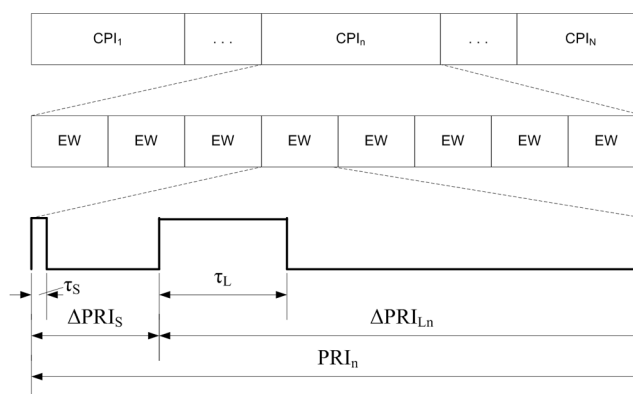 CPI₁ . . . CPIₙ . . . CPI_N
EW EW EW EW EW EW EW EW
τ_S τ_L
ΔPRI_S ΔPRI_Ln
PRIₙ